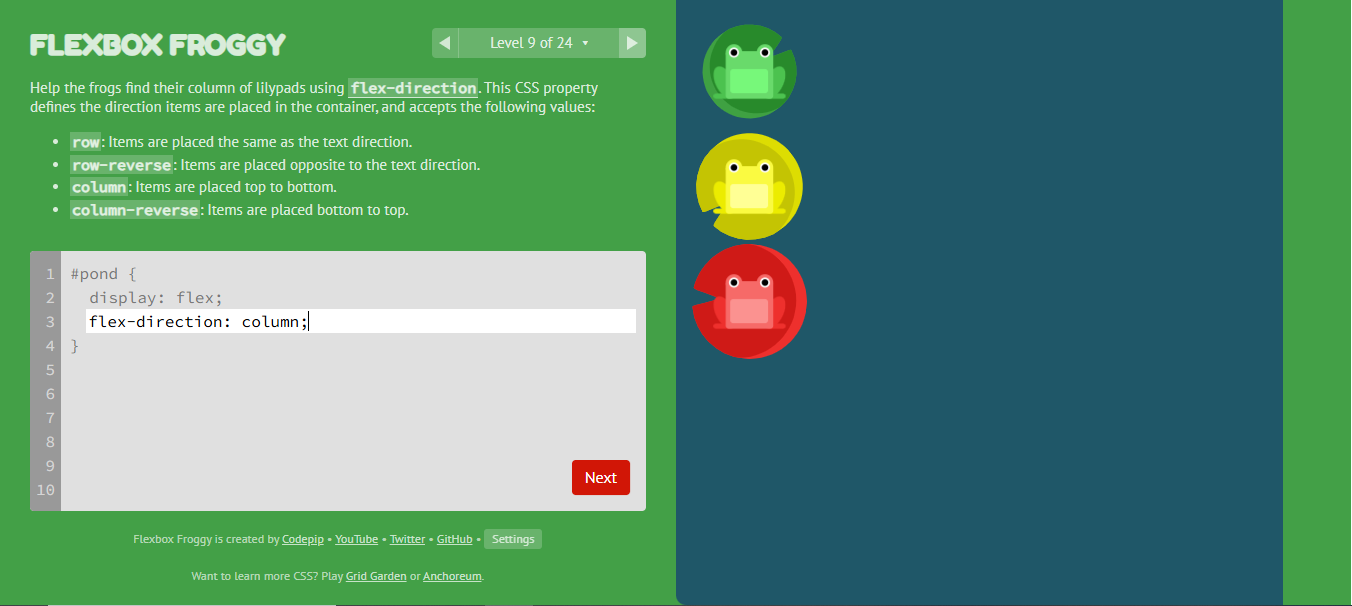 FLEXBOX FROGGY
Level 9 of 24
Help the frogs find their column of lilypads using flex-direction. This CSS property
defines the direction items are placed in the container, and accepts the following values:
• row: Items are placed the same as the text direction.
• row-reverse: Items are placed opposite to the text direction.
• column: Items are placed top to bottom.
• column-reverse: Items are placed bottom to top.
1 #pond {
2 display: flex;
3 flex-direction: column;
4 }
5
6
7
8
9
10
Next
Flexbox Froggy is created by Codepip • YouTube • Twitter • GitHub • Settings
Want to learn more CSS? Play Grid Garden or Anchoreum.